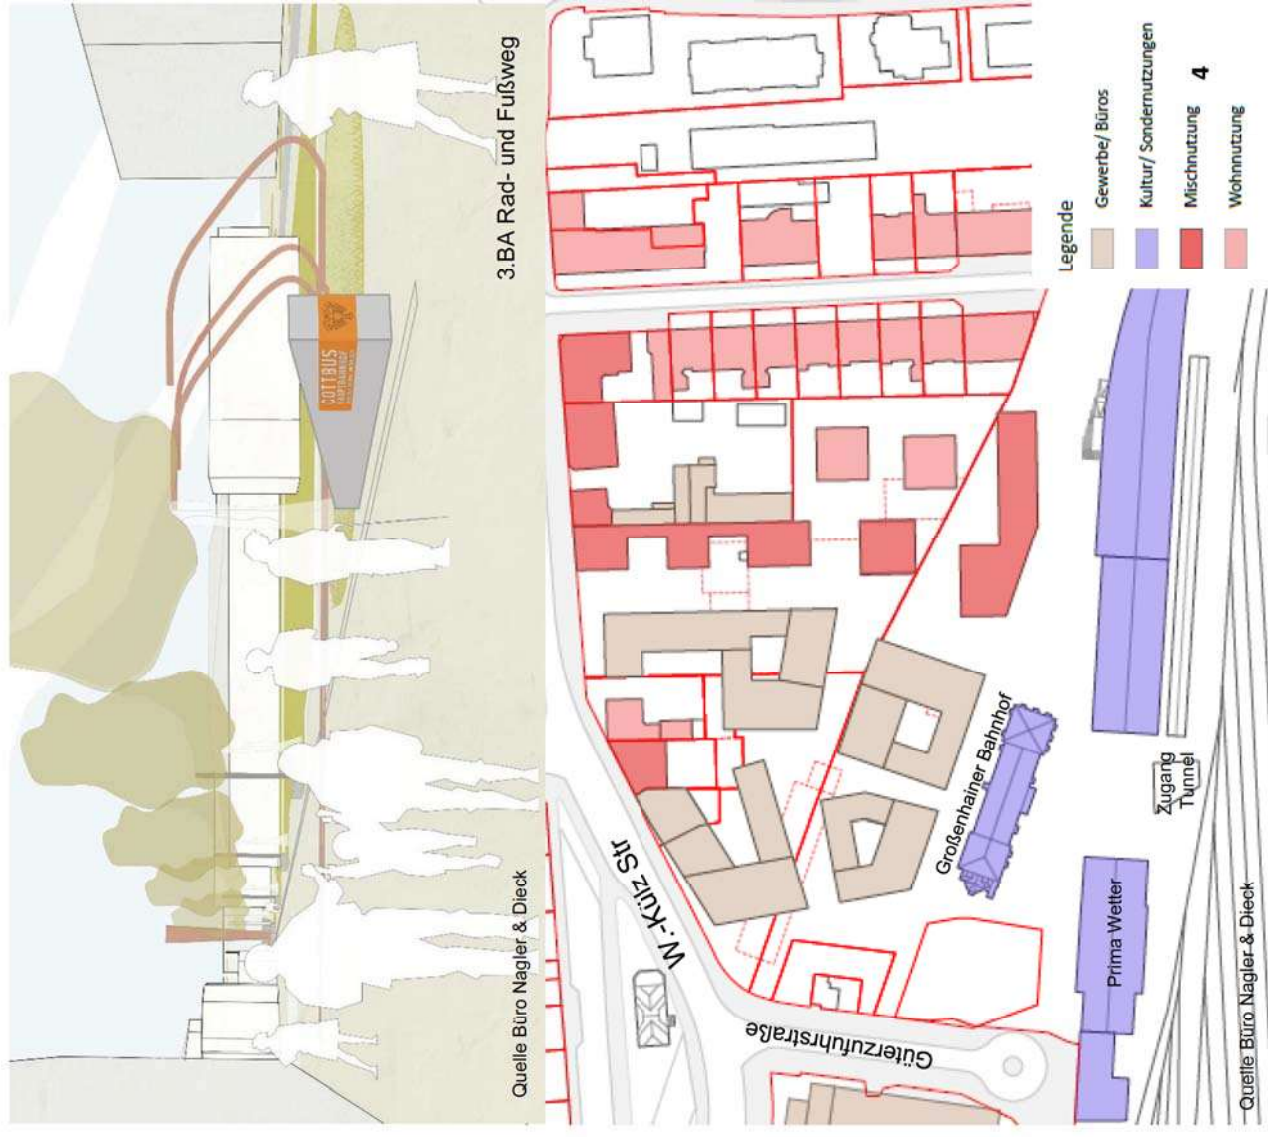 3.BA Rad- und Fußweg
COTTBUS
HAUPTBAHNHOF
Quelle Büro Nagler & Dieck
Legende
Gewerbe/ Büros
Kultur/ Sondernutzungen
Mischnutzung
4
Wohnnutzung
W.-Külz Str
Güterzufuhrstraße
Großenhainer Bahnhof
Zugang
Tunnel
Prima Wetter
Quelle Büro Nagler & Dieck